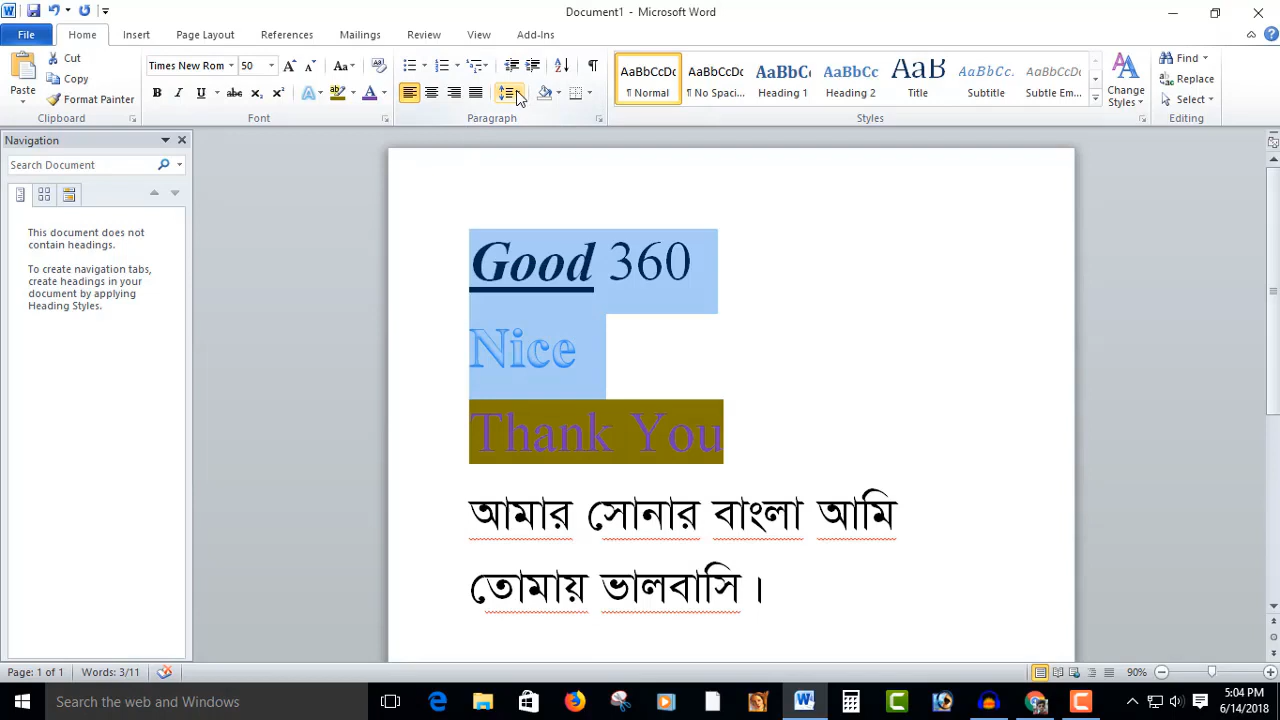 Document1 - Microsoft Word
File Home Insert Page Layout References Mailings Review View Add-Ins
Paste
Cut
Copy
Format Painter
Clipboard
Times New Rom 50 Aa
B I U abc x₂ x² ab A
Font
Paragraph
AaBbCcDc AaBbCcDc AaBbCc AaBbCc AaB AaBbCc. AaBbCcDc
¶ Normal ¶ No Spaci... Heading 1 Heading 2 Title Subtitle Subtle Em...
Styles
Change
Styles
Find
Replace
Select
Editing
Navigation
Search Document
This document does not
contain headings.
To create navigation tabs,
create headings in your
document by applying
Heading Styles.
Good 360
Nice
Thank You
আমার সোনার বাংলা আমি
তোমায় ভালবাসি ।
Page: 1 of 1 Words: 3/11 90%
Search the web and Windows
5:04 PM
6/14/2018